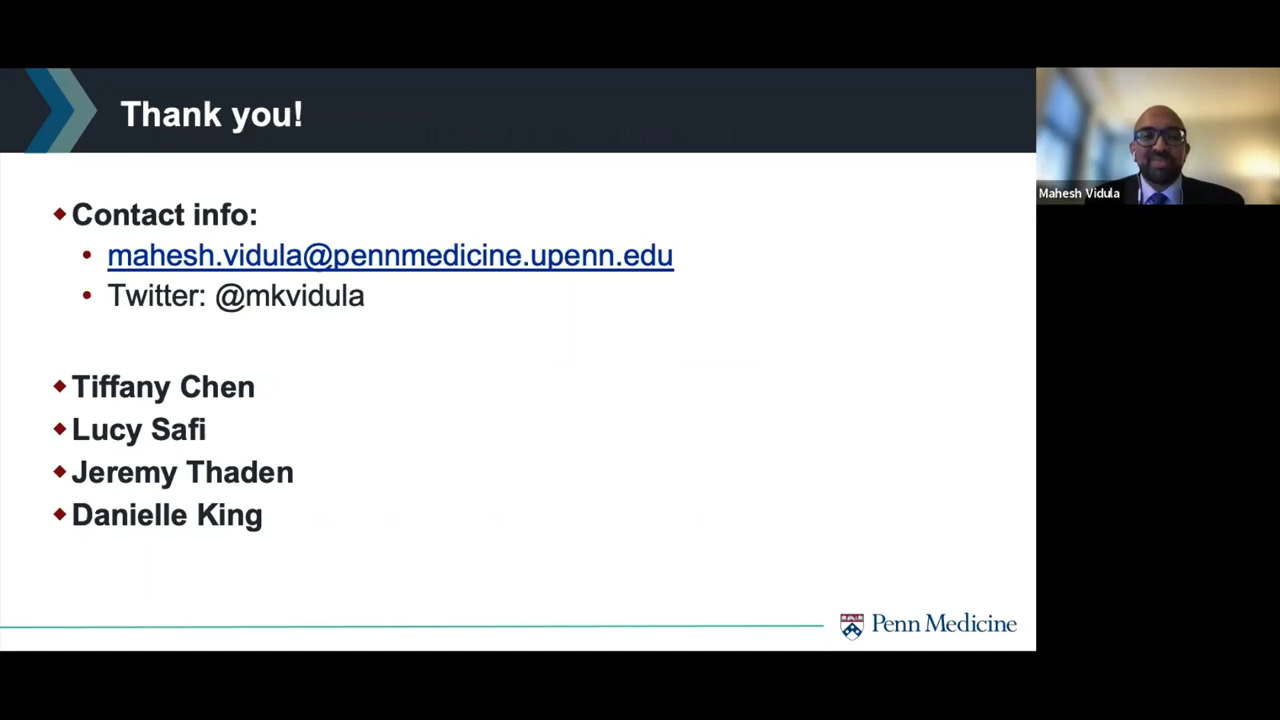 Thank you!
Contact info:
mahesh.vidula@pennmedicine.upenn.edu
Twitter: @mkvidula
Tiffany Chen
Lucy Safi
Jeremy Thaden
Danielle King
Penn Medicine
Mahesh Vidula